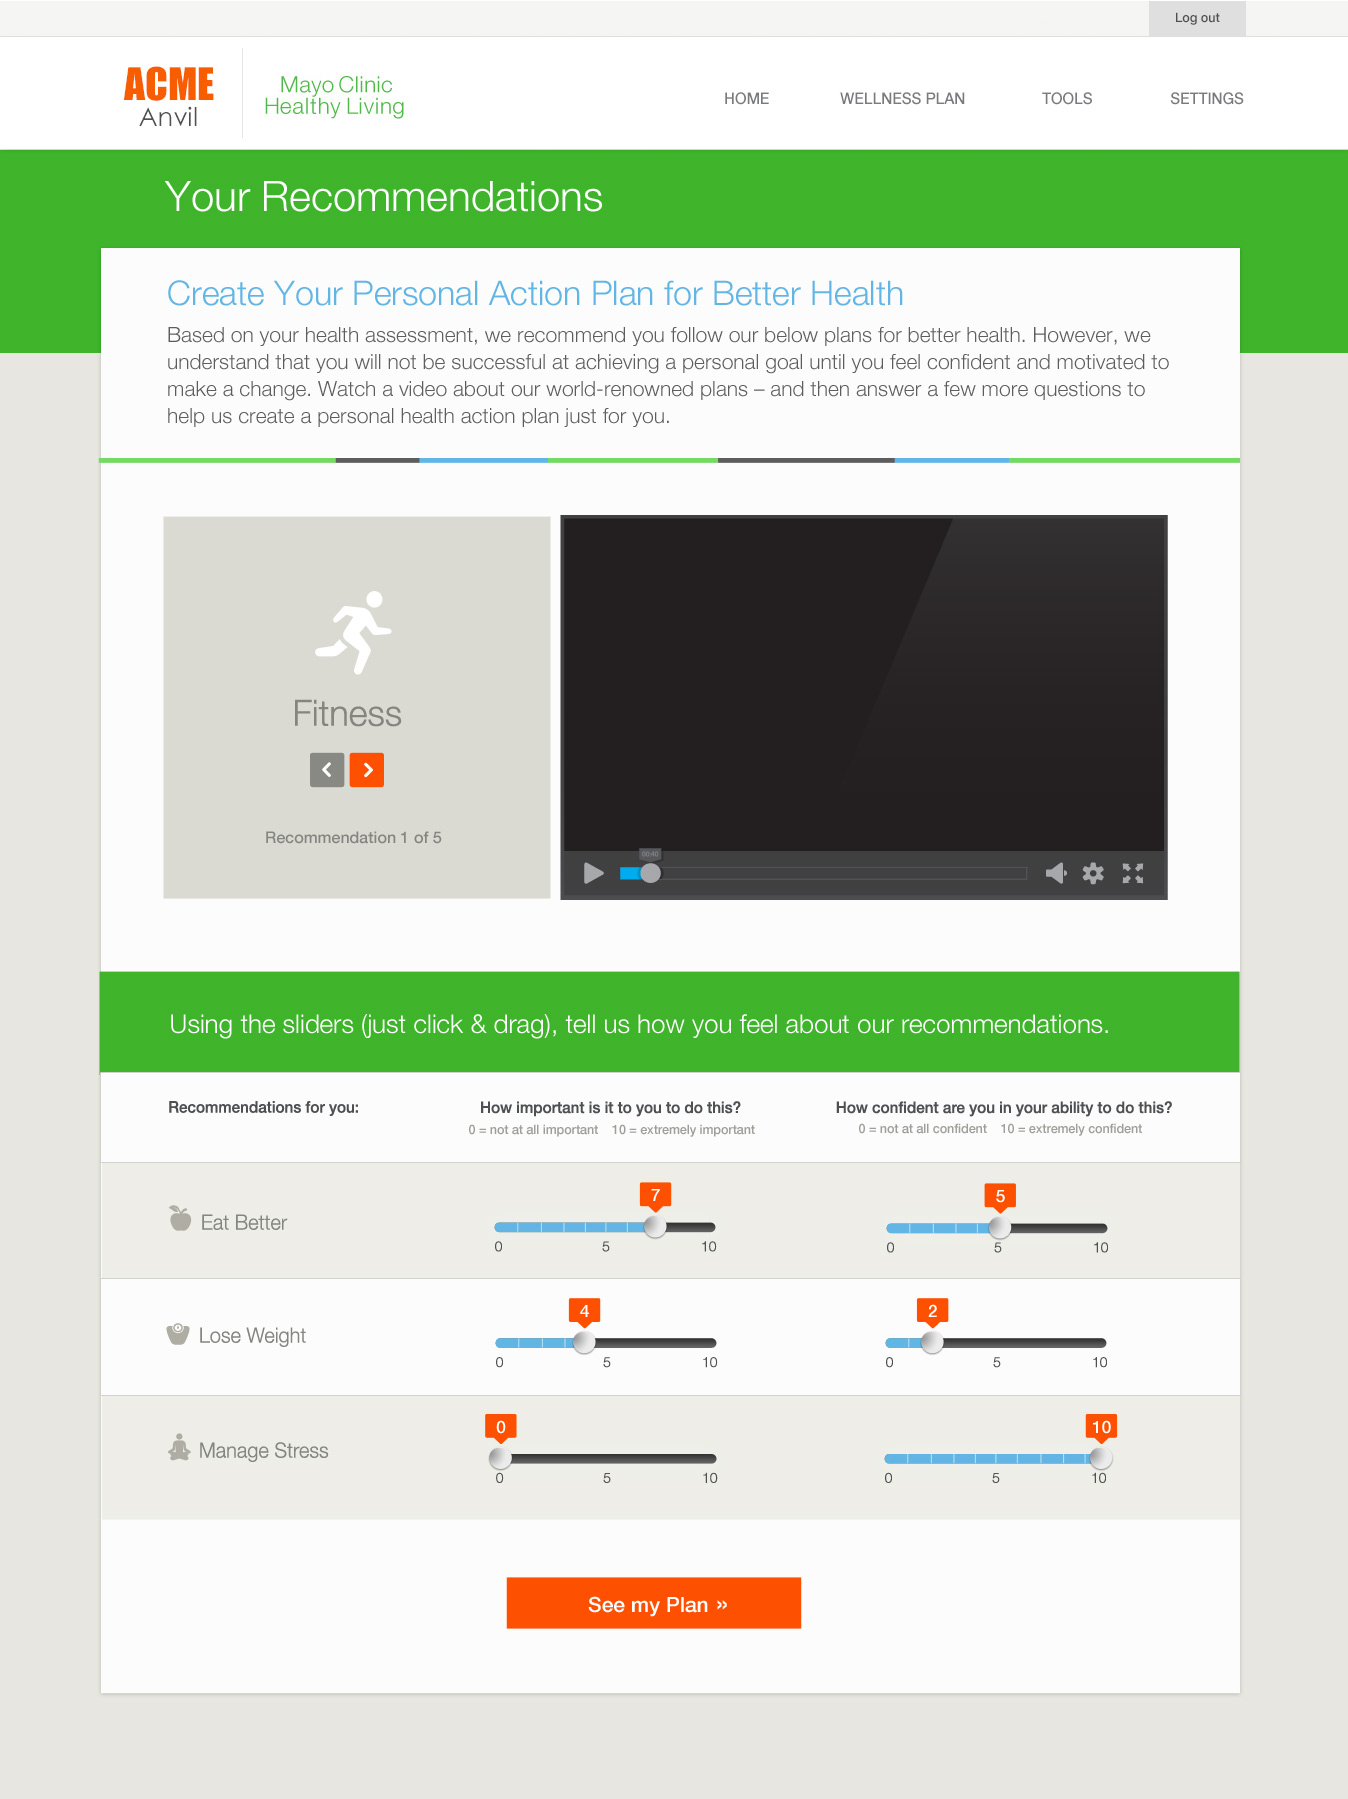 Log out
ACME
Anvil
Mayo Clinic
Healthy Living
HOME
WELLNESS PLAN
TOOLS
SETTINGS
Your Recommendations
Create Your Personal Action Plan for Better Health
Based on your health assessment, we recommend you follow our below plans for better health. However, we
understand that you will not be successful at achieving a personal goal until you feel confident and motivated to
make a change. Watch a video about our world-renowned plans – and then answer a few more questions to
help us create a personal health action plan just for you.
Fitness
Recommendation 1 of 5
00:40
Using the sliders (just click & drag), tell us how you feel about our recommendations.
Recommendations for you:
How important is it to you to do this?
0 = not at all important 10 = extremely important
How confident are you in your ability to do this?
0 = not at all confident 10 = extremely confident
Eat Better
7
0 5 10
5
0 5 10
Lose Weight
4
0 5 10
2
0 5 10
Manage Stress
0
0 5 10
10
0 5 10
See my Plan »